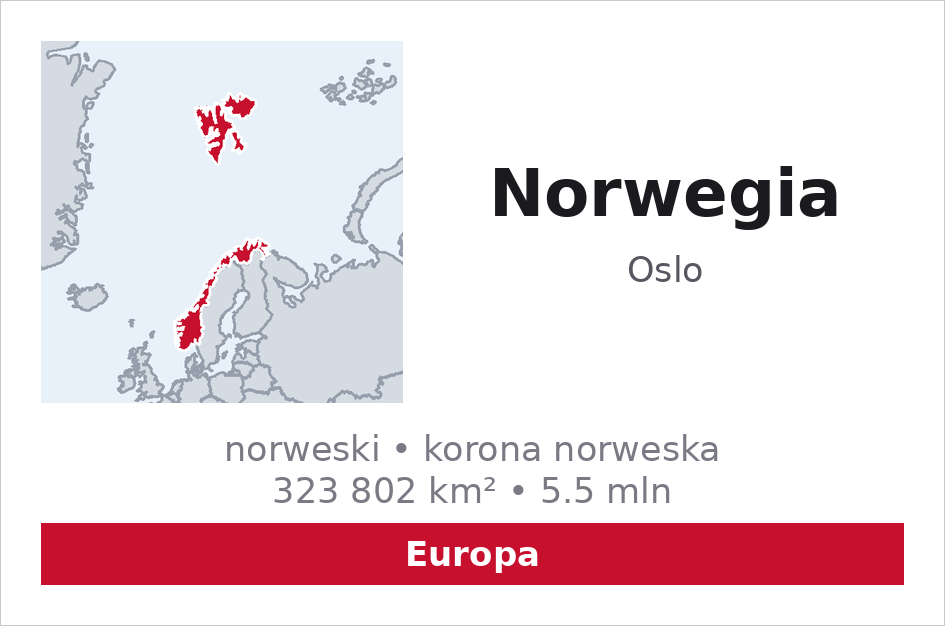 Norwegia
Oslo
norweski • korona norweska
323 802 km² • 5.5 mln
Europa